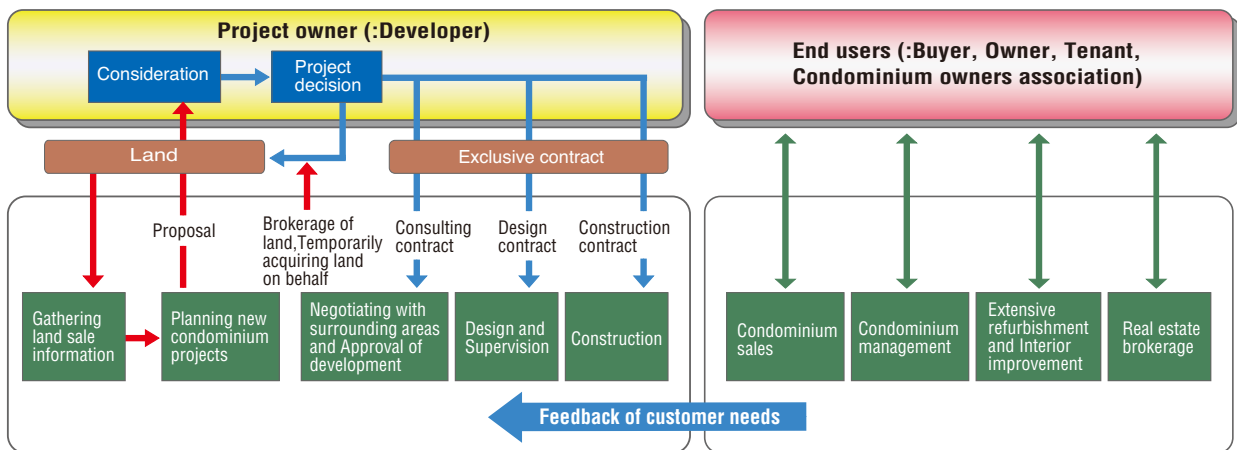 Project owner (:Developer)
Consideration
Project
decision
End users (:Buyer, Owner, Tenant,
Condominium owners association)
Land
Exclusive contract
Proposal
Brokerage of
land,Temporarily
acquiring land
on behalf
Consulting
contract
Design
contract
Construction
contract
Gathering
land sale
information
Planning new
condominium
projects
Negotiating with
surrounding areas
and Approval of
development
Design and
Supervision
Construction
Condominium
sales
Condominium
management
Extensive
refurbishment
and Interior
improvement
Real estate
brokerage
Feedback of customer needs